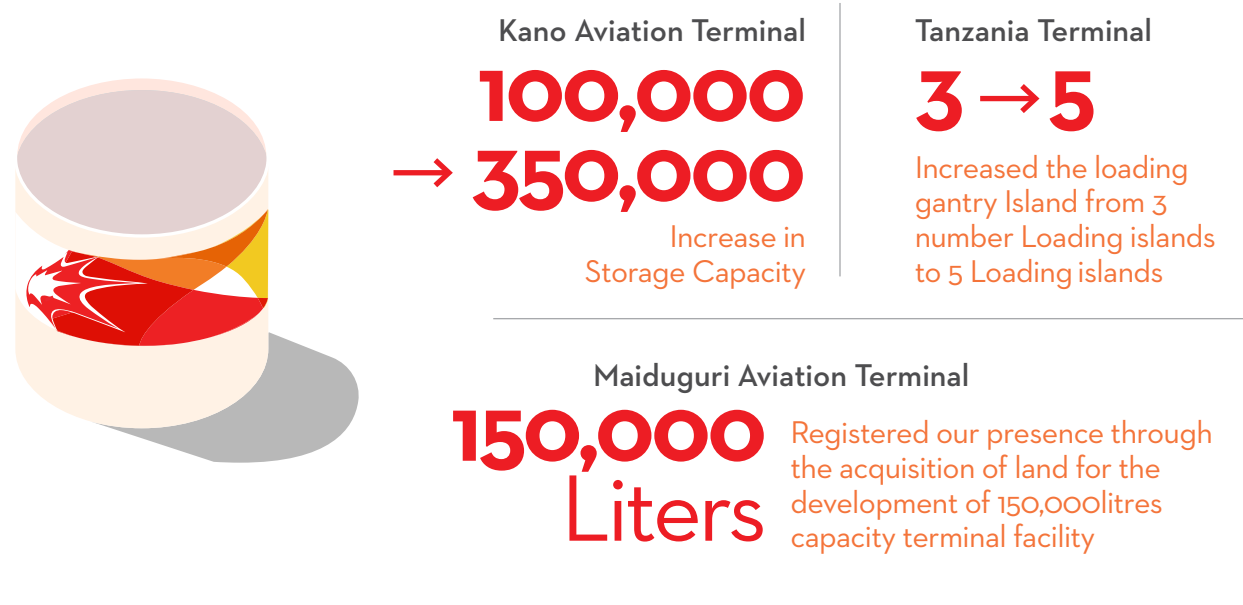 Kano Aviation Terminal
100,000
→ 350,000
Increase in
Storage Capacity
Tanzania Terminal
3 → 5
Increased the loading
gantry Island from 3
number Loading islands
to 5 Loading islands
Maiduguri Aviation Terminal
150,000
Liters
Registered our presence through
the acquisition of land for the
development of 150,000litres
capacity terminal facility